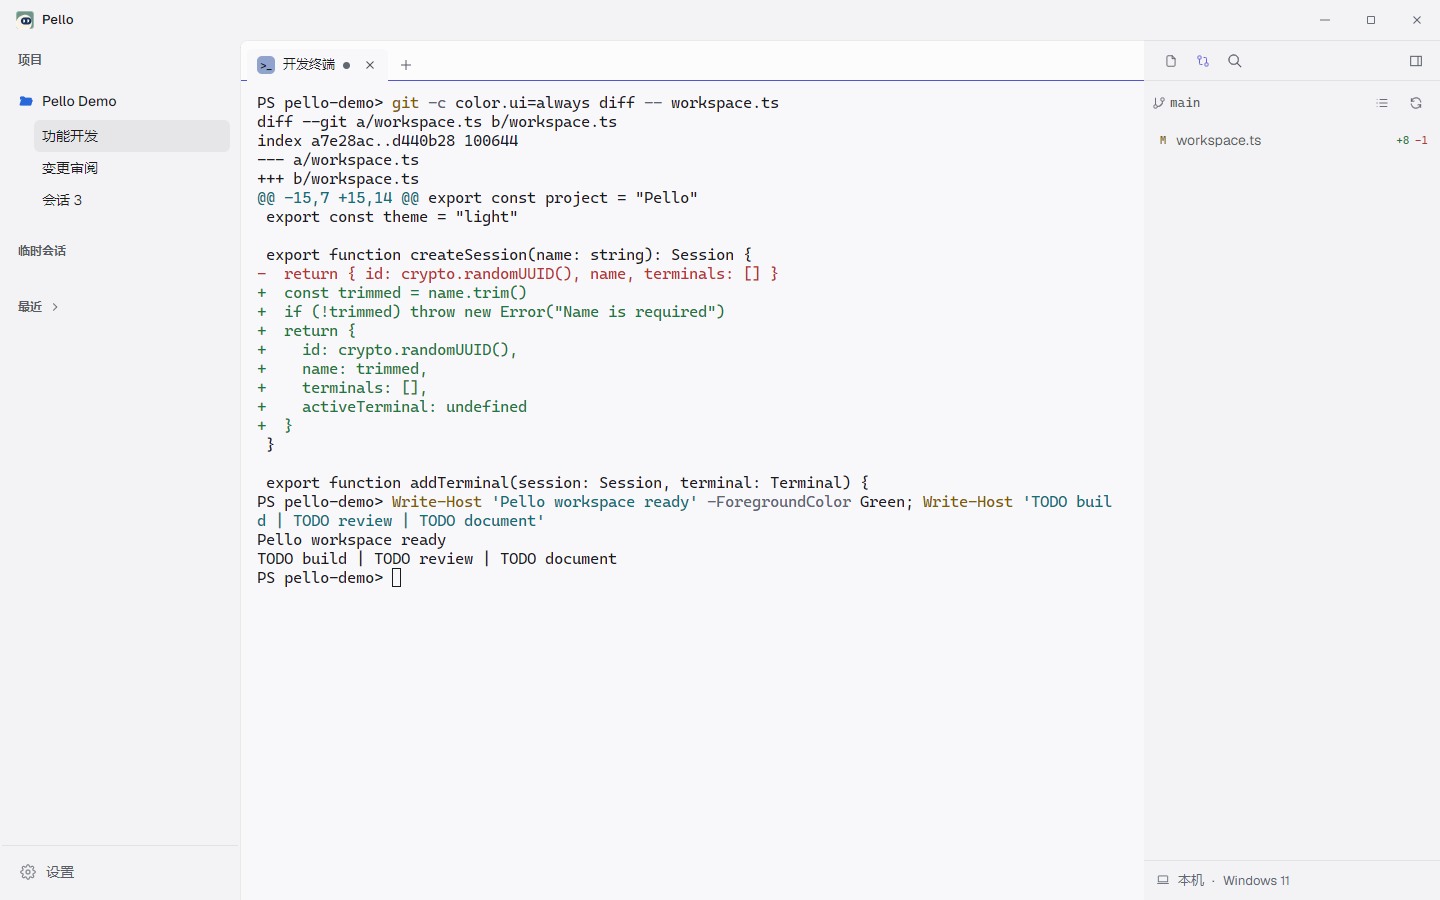 Pello
项目
Pello Demo
功能开发
变更审阅
会话 3
临时会话
最近
设置
>_ 开发终端
PS pello-demo> git -c color.ui=always diff -- workspace.ts
diff --git a/workspace.ts b/workspace.ts
index a7e28ac..d440b28 100644
--- a/workspace.ts
+++ b/workspace.ts
@@ -15,7 +15,14 @@ export const project = "Pello"
 export const theme = "light"

 export function createSession(name: string): Session {
-  return { id: crypto.randomUUID(), name, terminals: [] }
+  const trimmed = name.trim()
+  if (!trimmed) throw new Error("Name is required")
+  return {
+    id: crypto.randomUUID(),
+    name: trimmed,
+    terminals: [],
+    activeTerminal: undefined
+  }
 }

 export function addTerminal(session: Session, terminal: Terminal) {
PS pello-demo> Write-Host 'Pello workspace ready' -ForegroundColor Green; Write-Host 'TODO buil
d | TODO review | TODO document'
Pello workspace ready
TODO build | TODO review | TODO document
PS pello-demo>
main
M workspace.ts +8 -1
本机 · Windows 11